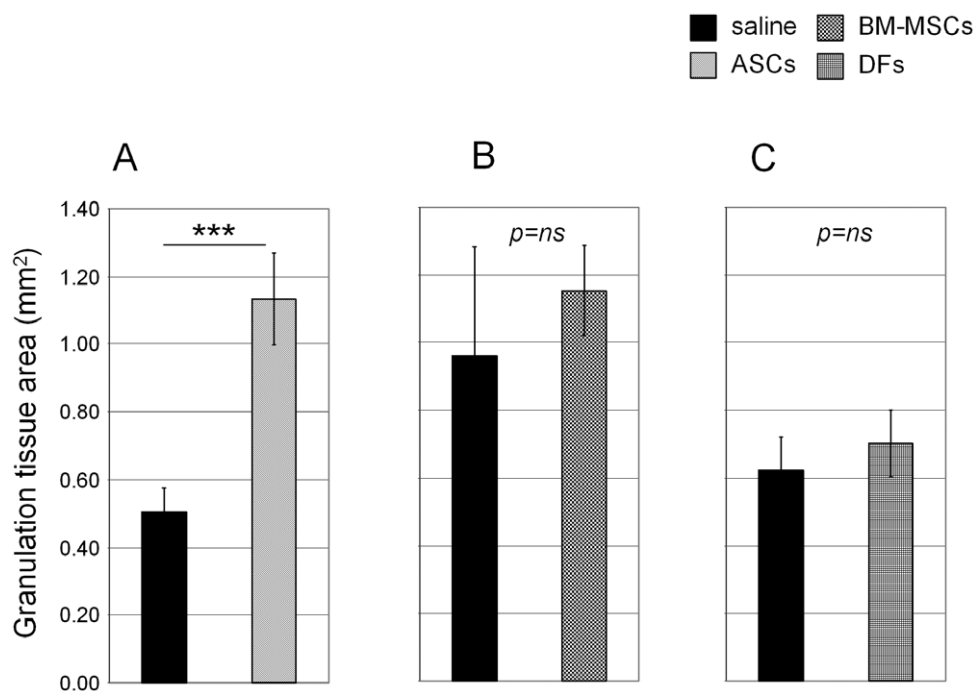 saline BM-MSCs
ASCs DFs
A B C
Granulation tissue area (mm²)
1.40
1.20
1.00
0.80
0.60
0.40
0.20
0.00
***
p=ns
p=ns